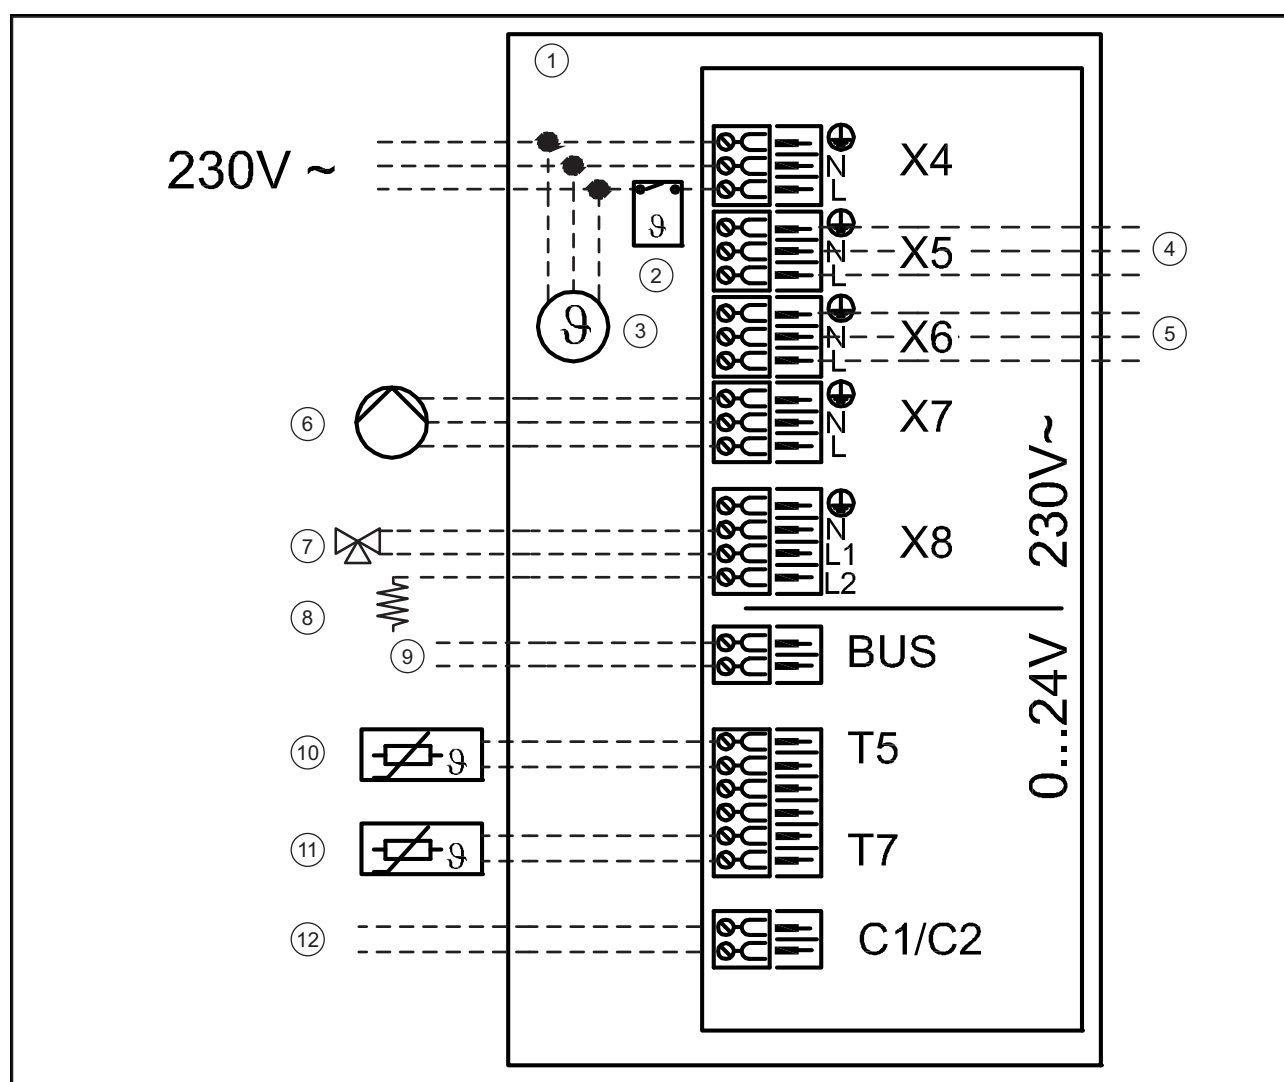 1
230V ~
N
L
X4
ϑ
2
N
L
X5
4
ϑ
3
N
L
X6
5
6
N
L
X7
230V~
7
N
L1
L2
X8
8
9
BUS
0...24V
10
ϑ
T5
11
ϑ
T7
12
C1/C2